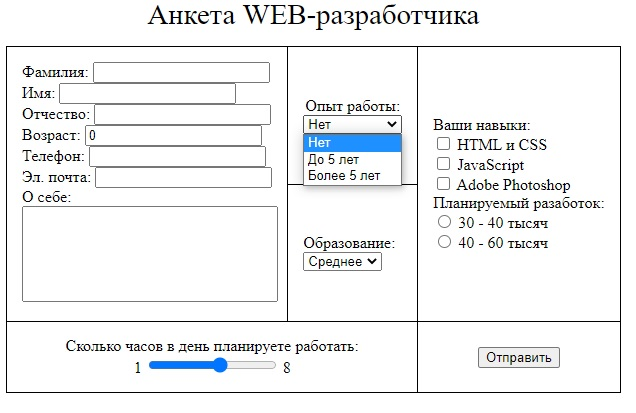 Анкета WEB-разработчика
Фамилия:
Имя:
Отчество:
Возраст: 0
Телефон:
Эл. почта:
О себе:
Опыт работы:
Нет
Нет
До 5 лет
Более 5 лет
Образование:
Среднее
Ваши навыки:
HTML и CSS
JavaScript
Adobe Photoshop
Планируемый разаботок:
30 - 40 тысяч
40 - 60 тысяч
Сколько часов в день планируете работать:
1 8
Отправить